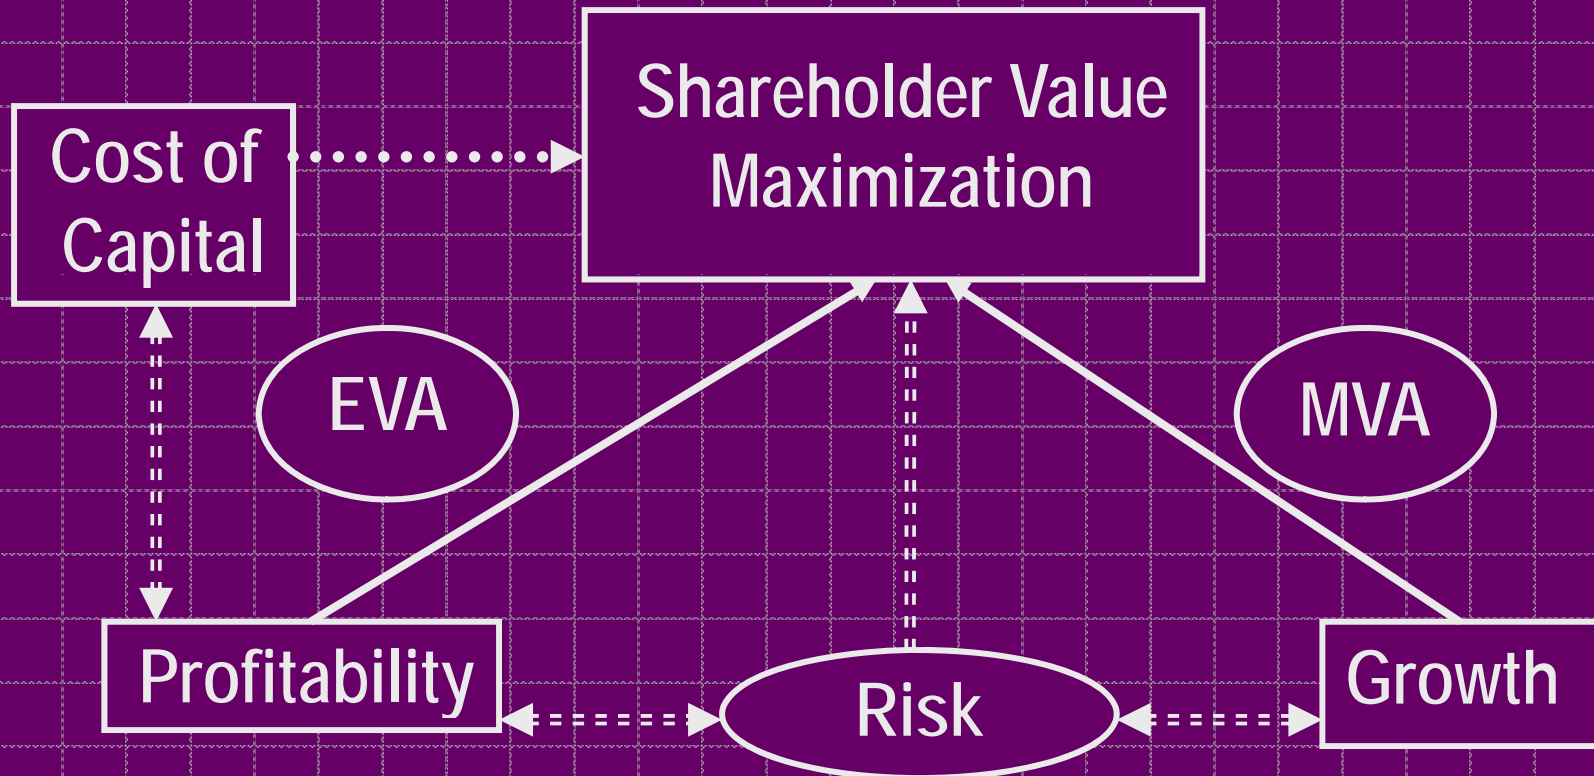 Shareholder Value
Maximization
Cost of
Capital
EVA
MVA
Profitability
Risk
Growth